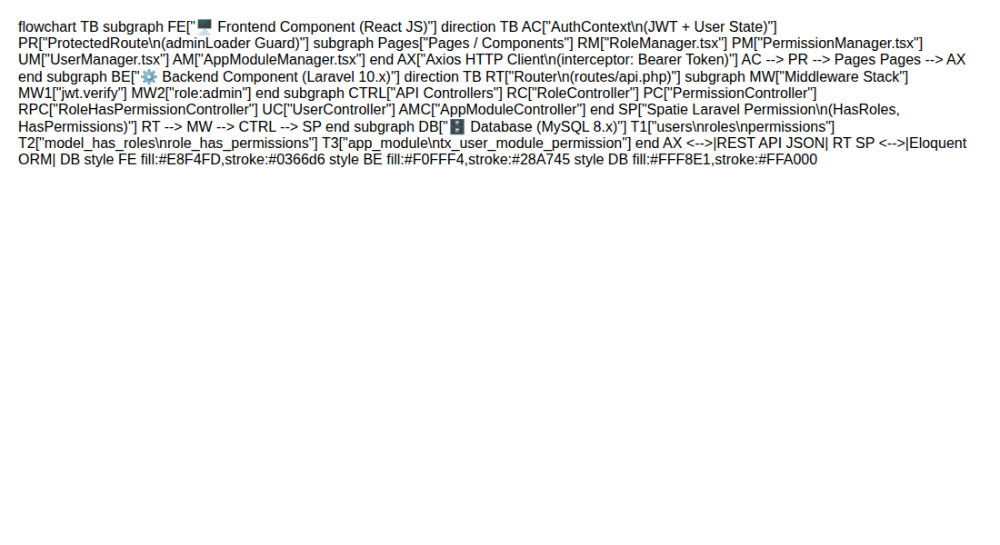 flowchart TB subgraph FE["🖥️ Frontend Component (React JS)"] direction TB AC["AuthContext\n(JWT + User State)"]
PR["ProtectedRoute\n(adminLoader Guard)"] subgraph Pages["Pages / Components"] RM["RoleManager.tsx"] PM["PermissionManager.tsx"]
UM["UserManager.tsx"] AM["AppModuleManager.tsx"] end AX["Axios HTTP Client\n(interceptor: Bearer Token)"] AC --> PR --> Pages Pages --> AX
end subgraph BE["⚙️ Backend Component (Laravel 10.x)"] direction TB RT["Router\n(routes/api.php)"] subgraph MW["Middleware Stack"]
MW1["jwt.verify"] MW2["role:admin"] end subgraph CTRL["API Controllers"] RC["RoleController"] PC["PermissionController"]
RPC["RoleHasPermissionController"] UC["UserController"] AMC["AppModuleController"] end SP["Spatie Laravel Permission\n(HasRoles,
HasPermissions)"] RT --> MW --> CTRL --> SP end subgraph DB["🗄️ Database (MySQL 8.x)"] T1["users\nroles\npermissions"]
T2["model_has_roles\nrole_has_permissions"] T3["app_module\ntx_user_module_permission"] end AX <-->|REST API JSON| RT SP <-->|Eloquent
ORM| DB style FE fill:#E8F4FD,stroke:#0366d6 style BE fill:#F0FFF4,stroke:#28A745 style DB fill:#FFF8E1,stroke:#FFA000